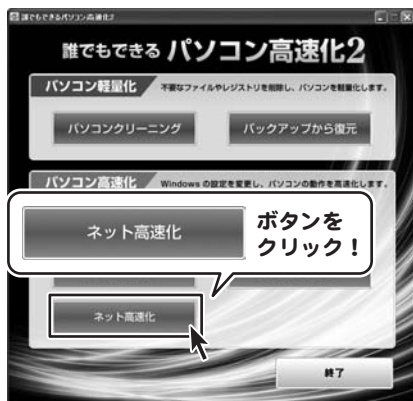 誰でもできるパソコン高速化2
誰でもできる パソコン高速化2
パソコン軽量化
不要なファイルやレジストリを削除し、パソコンを軽量化します。
パソコンクリーニング
バックアップから復元
パソコン高速化
Windows の設定を変更し、パソコンの動作を高速化します。
ネット高速化
ボタンを
クリック！
ネット高速化
終了